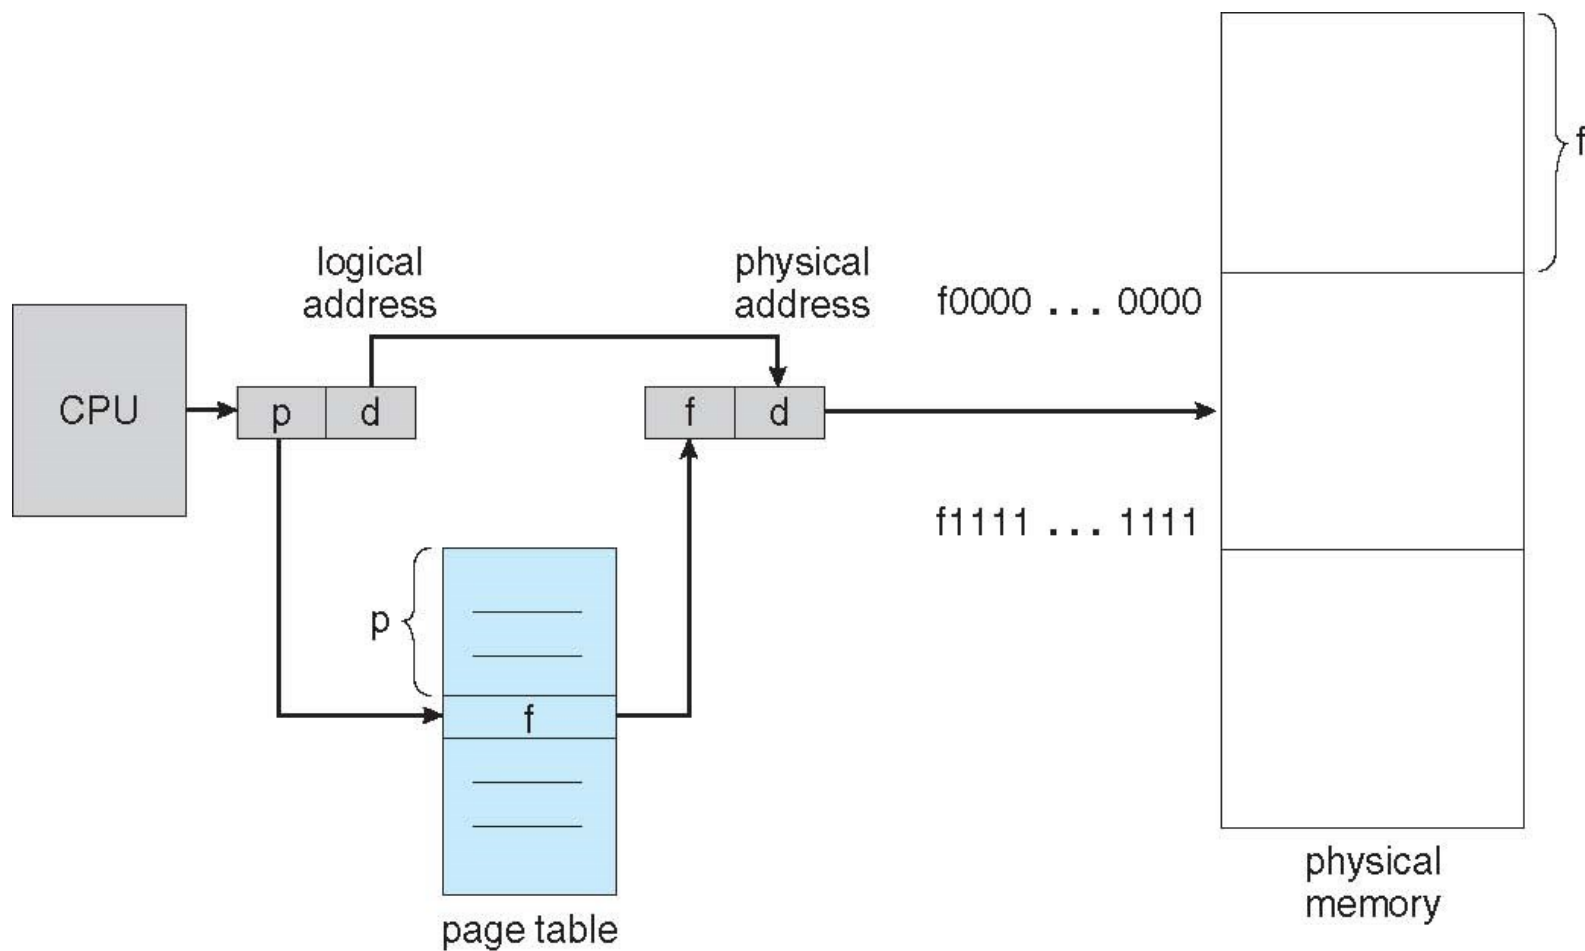 f
logical
address
physical
address
f0000 ... 0000
CPU
p d
f d
f1111 ... 1111
p
f
physical
memory
page table